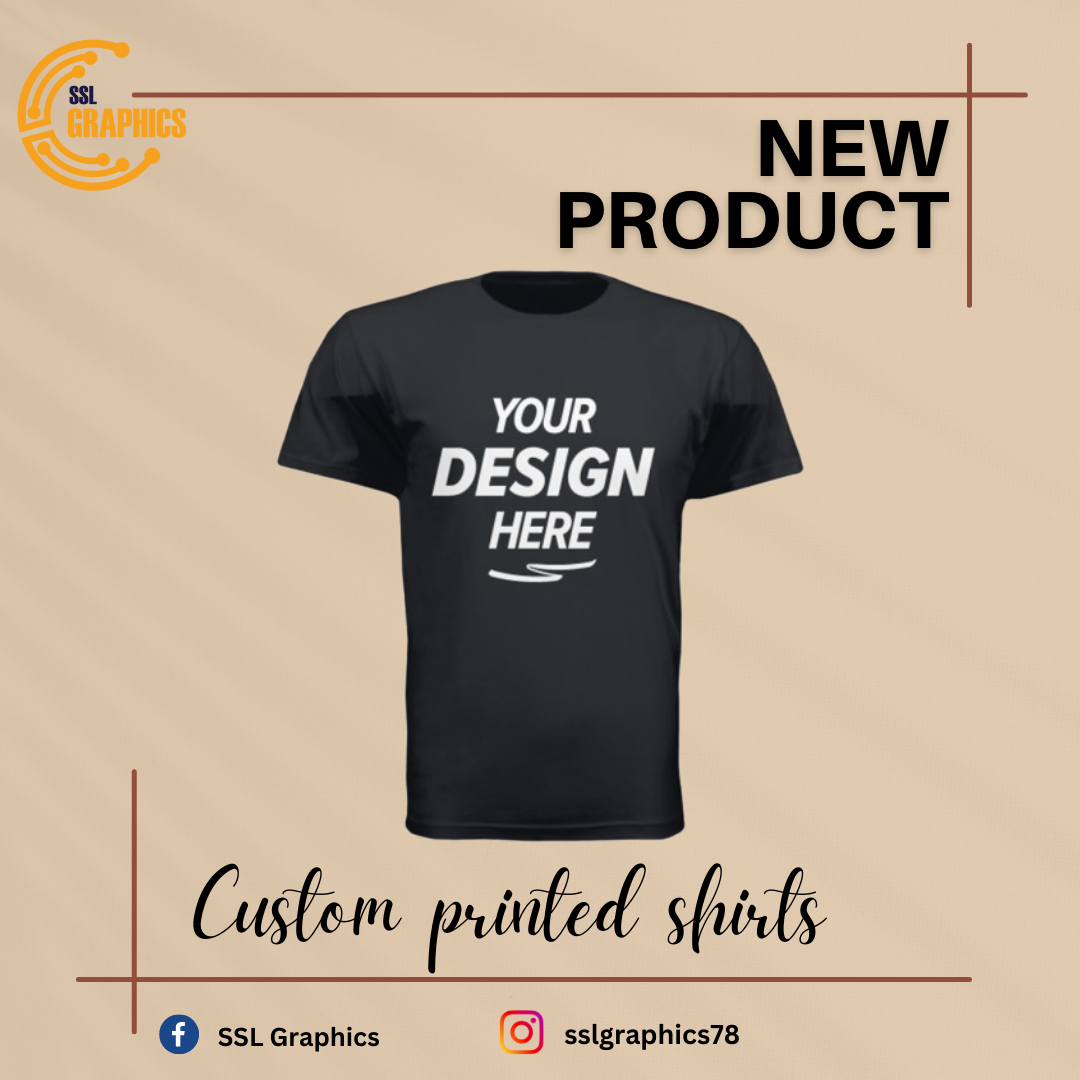 SSL
GRAPHICS
NEW
PRODUCT
YOUR
DESIGN
HERE
Custom printed shirts
SSL Graphics
sslgraphics78